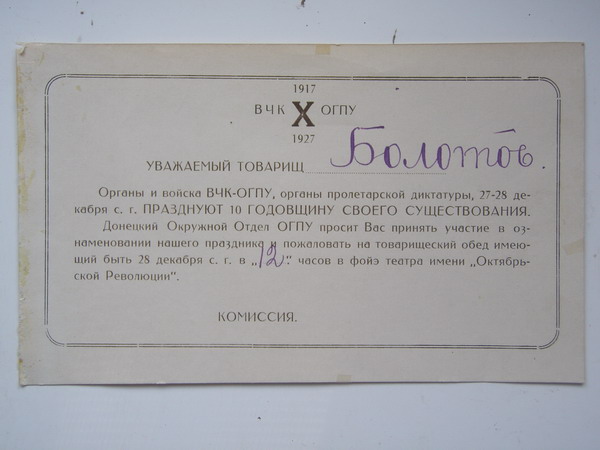 1917
ВЧК X ОГПУ
1927
УВАЖАЕМЫЙ ТОВАРИЩ Болотов.
Органы и войска ВЧК-ОГПУ, органы пролетарской диктатуры, 27-28 де-
кабря с. г. ПРАЗДНУЮТ 10 ГОДОВЩИНУ СВОЕГО СУЩЕСТВОВАНИЯ.
Донецкий Окружной Отдел ОГПУ просит Вас принять участие в оз-
наменовании нашего праздника и пожаловать на товарищеский обед имею-
щий быть 28 декабря с. г. в „12" часов в фойэ театра имени „Октябрь-
ской Революции".
КОМИССИЯ.